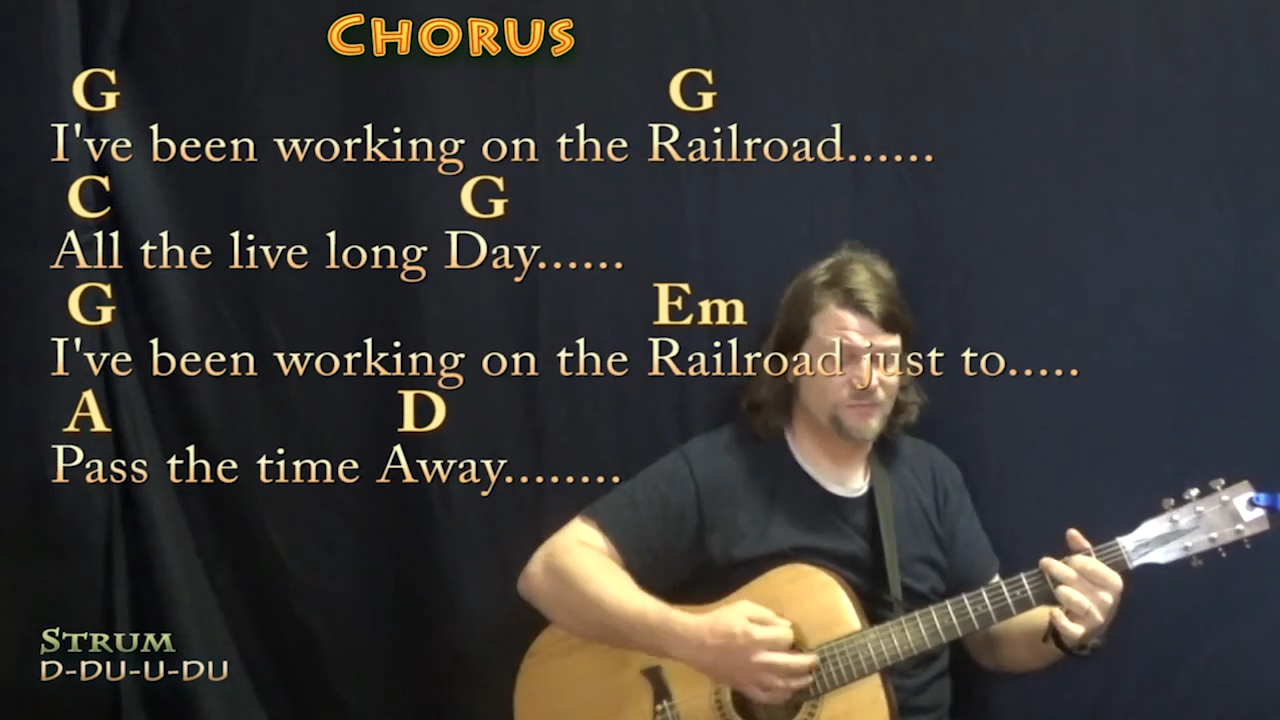 CHORUS
G G
I've been working on the Railroad......
C G
All the live long Day......
G Em
I've been working on the Railroad just to.....
A D
Pass the time Away........
STRUM
D-DU-U-DU